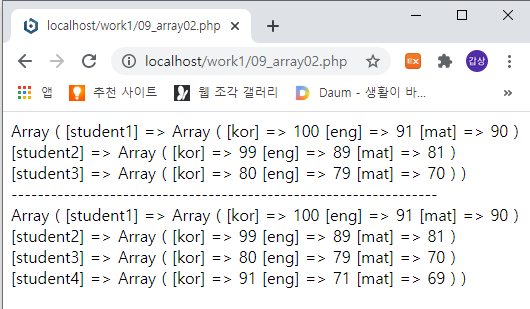 localhost/work1/09_array02.php
localhost/work1/09_array02.php
EX
갑상
앱
추천 사이트
웹 조각 갤러리
Daum - 생활이 바...
»
Array ( [student1] => Array ( [kor] => 100 [eng] => 91 [mat] => 90 )
[student2] => Array ( [kor] => 99 [eng] => 89 [mat] => 81 )
[student3] => Array ( [kor] => 80 [eng] => 79 [mat] => 70 ) )
-----------------------------------------------------------------
Array ( [student1] => Array ( [kor] => 100 [eng] => 91 [mat] => 90 )
[student2] => Array ( [kor] => 99 [eng] => 89 [mat] => 81 )
[student3] => Array ( [kor] => 80 [eng] => 79 [mat] => 70 )
[student4] => Array ( [kor] => 91 [eng] => 71 [mat] => 69 ) )